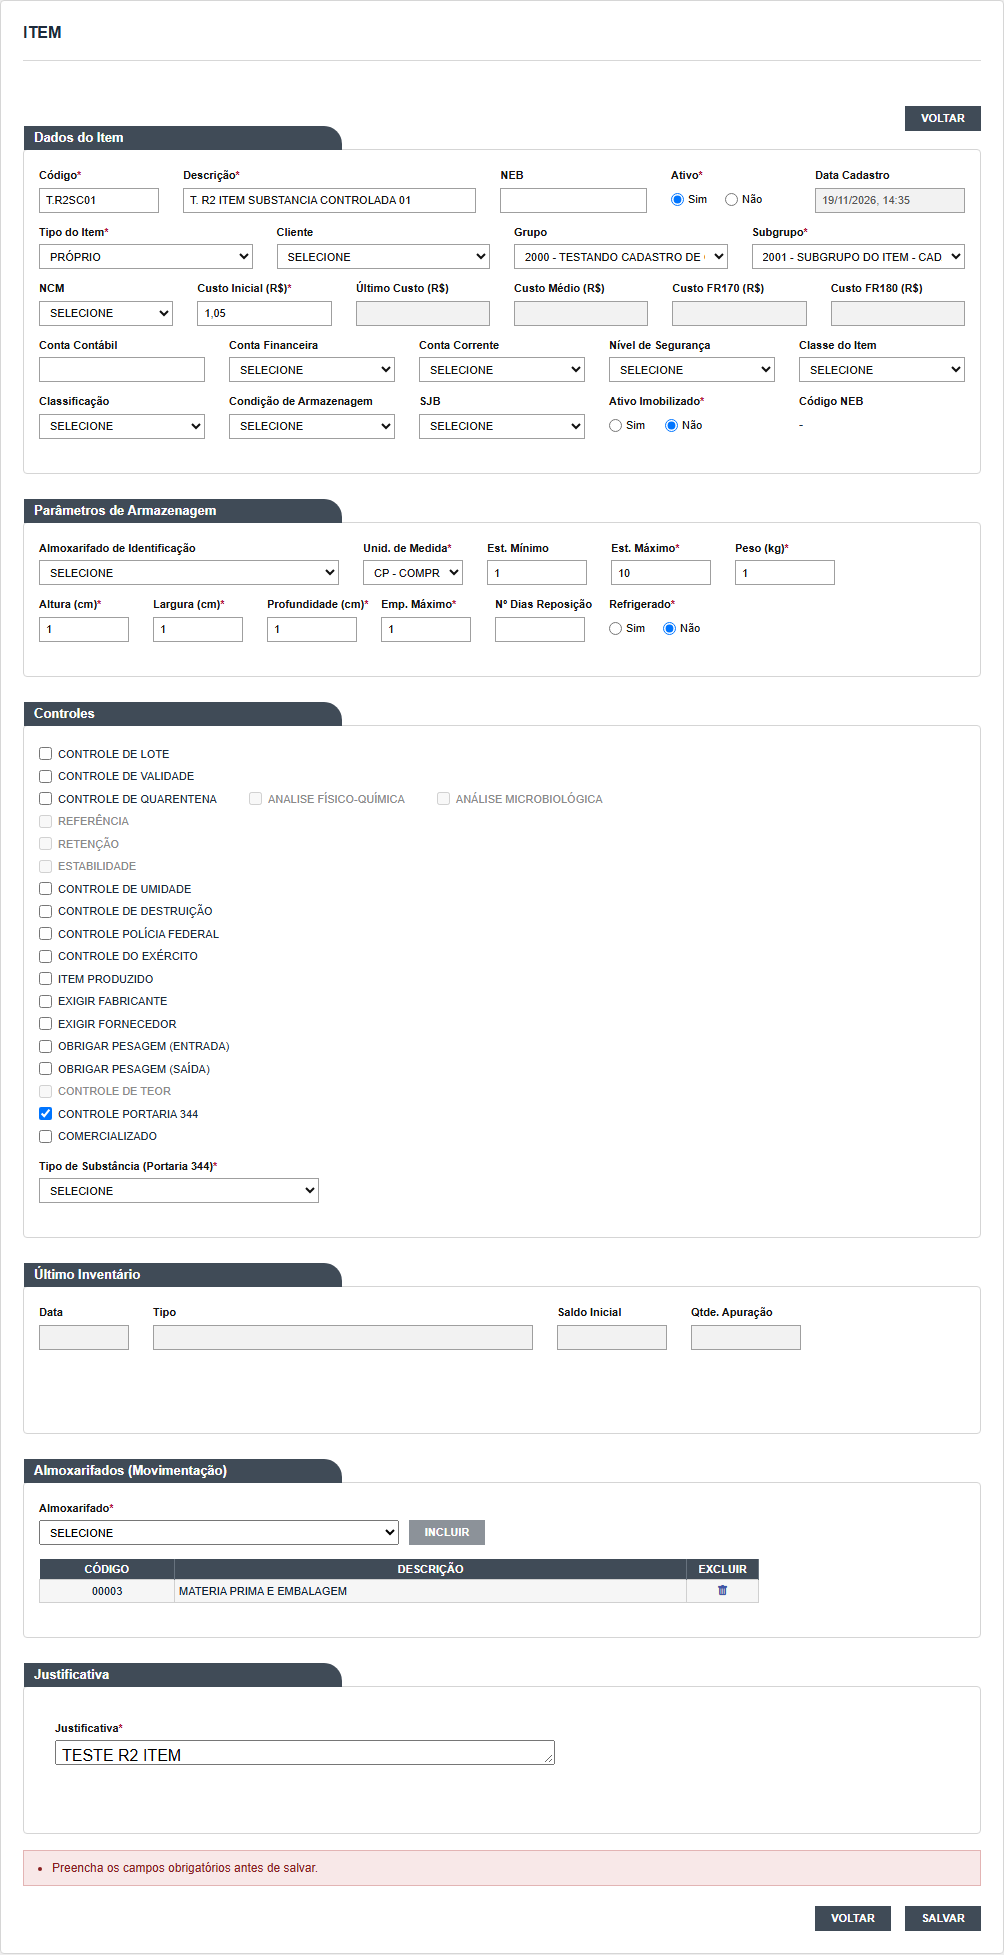 ITEM
VOLTAR
Dados do Item
Código* Descrição* NEB Ativo* Data Cadastro
T.R2SC01 T. R2 ITEM SUBSTANCIA CONTROLADA 01 Sim Não 19/11/2026, 14:35
Tipo do Item* Cliente Grupo Subgrupo*
PRÓPRIO SELECIONE 2000 - TESTANDO CADASTRO DE 2001 - SUBGRUPO DO ITEM - CAD
NCM Custo Inicial (R$)* Último Custo (R$) Custo Médio (R$) Custo FR170 (R$) Custo FR180 (R$)
SELECIONE 1,05
Conta Contábil Conta Financeira Conta Corrente Nível de Segurança Classe do Item
SELECIONE SELECIONE SELECIONE SELECIONE
Classificação Condição de Armazenagem SJB Ativo Imobilizado* Código NEB
SELECIONE SELECIONE SELECIONE Sim Não -
Parâmetros de Armazenagem
Almoxarifado de Identificação Unid. de Medida* Est. Mínimo Est. Máximo* Peso (kg)*
SELECIONE CP - COMPR 1 10 1
Altura (cm)* Largura (cm)* Profundidade (cm)* Emp. Máximo* Nº Dias Reposição Refrigerado*
1 1 1 1 Sim Não
Controles
CONTROLE DE LOTE
CONTROLE DE VALIDADE
CONTROLE DE QUARENTENA ANALISE FÍSICO-QUÍMICA ANÁLISE MICROBIOLÓGICA
REFERÊNCIA
RETENÇÃO
ESTABILIDADE
CONTROLE DE UMIDADE
CONTROLE DE DESTRUIÇÃO
CONTROLE POLÍCIA FEDERAL
CONTROLE DO EXÉRCITO
ITEM PRODUZIDO
EXIGIR FABRICANTE
EXIGIR FORNECEDOR
OBRIGAR PESAGEM (ENTRADA)
OBRIGAR PESAGEM (SAÍDA)
CONTROLE DE TEOR
CONTROLE PORTARIA 344
COMERCIALIZADO
Tipo de Substância (Portaria 344)*
SELECIONE
Último Inventário
Data Tipo Saldo Inicial Qtde. Apuração
Almoxarifados (Movimentação)
Almoxarifado*
SELECIONE INCLUIR
CÓDIGO DESCRIÇÃO EXCLUIR
00003 MATERIA PRIMA E EMBALAGEM
Justificativa
Justificativa*
TESTE R2 ITEM
• Preencha os campos obrigatórios antes de salvar.
VOLTAR SALVAR